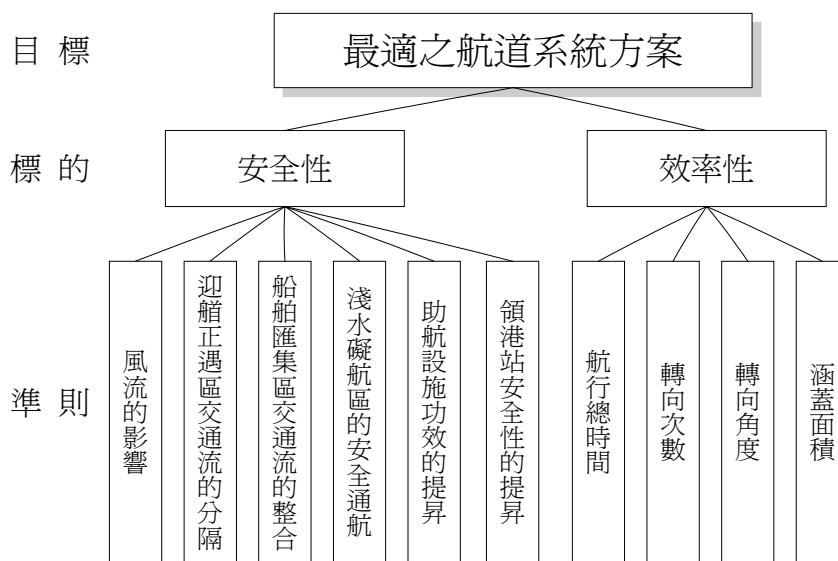 目標
最適之航道系統方案
標的
安全性
效率性
準則
風流的影響
迎艏正遇區交通流的分隔
船舶匯集區交通流的整合
淺水礙航區的安全通航
助航設施功效的提昇
領港站安全性的提昇
航行總時間
轉向次數
轉向角度
涵蓋面積